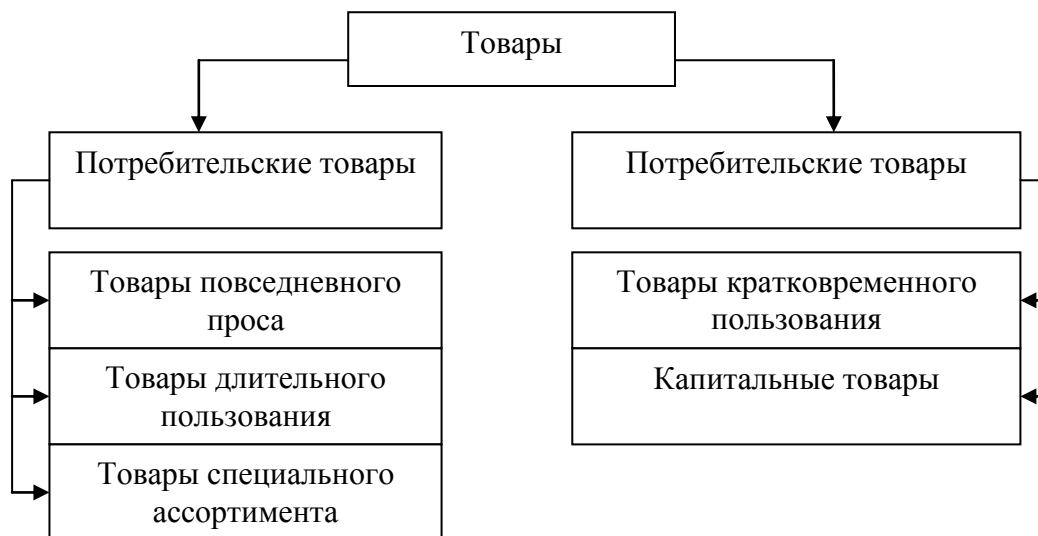 Товары
Потребительские товары
Потребительские товары
Товары повседневного
проса
Товары кратковременного
пользования
Товары длительного
пользования
Капитальные товары
Товары специального
ассортимента